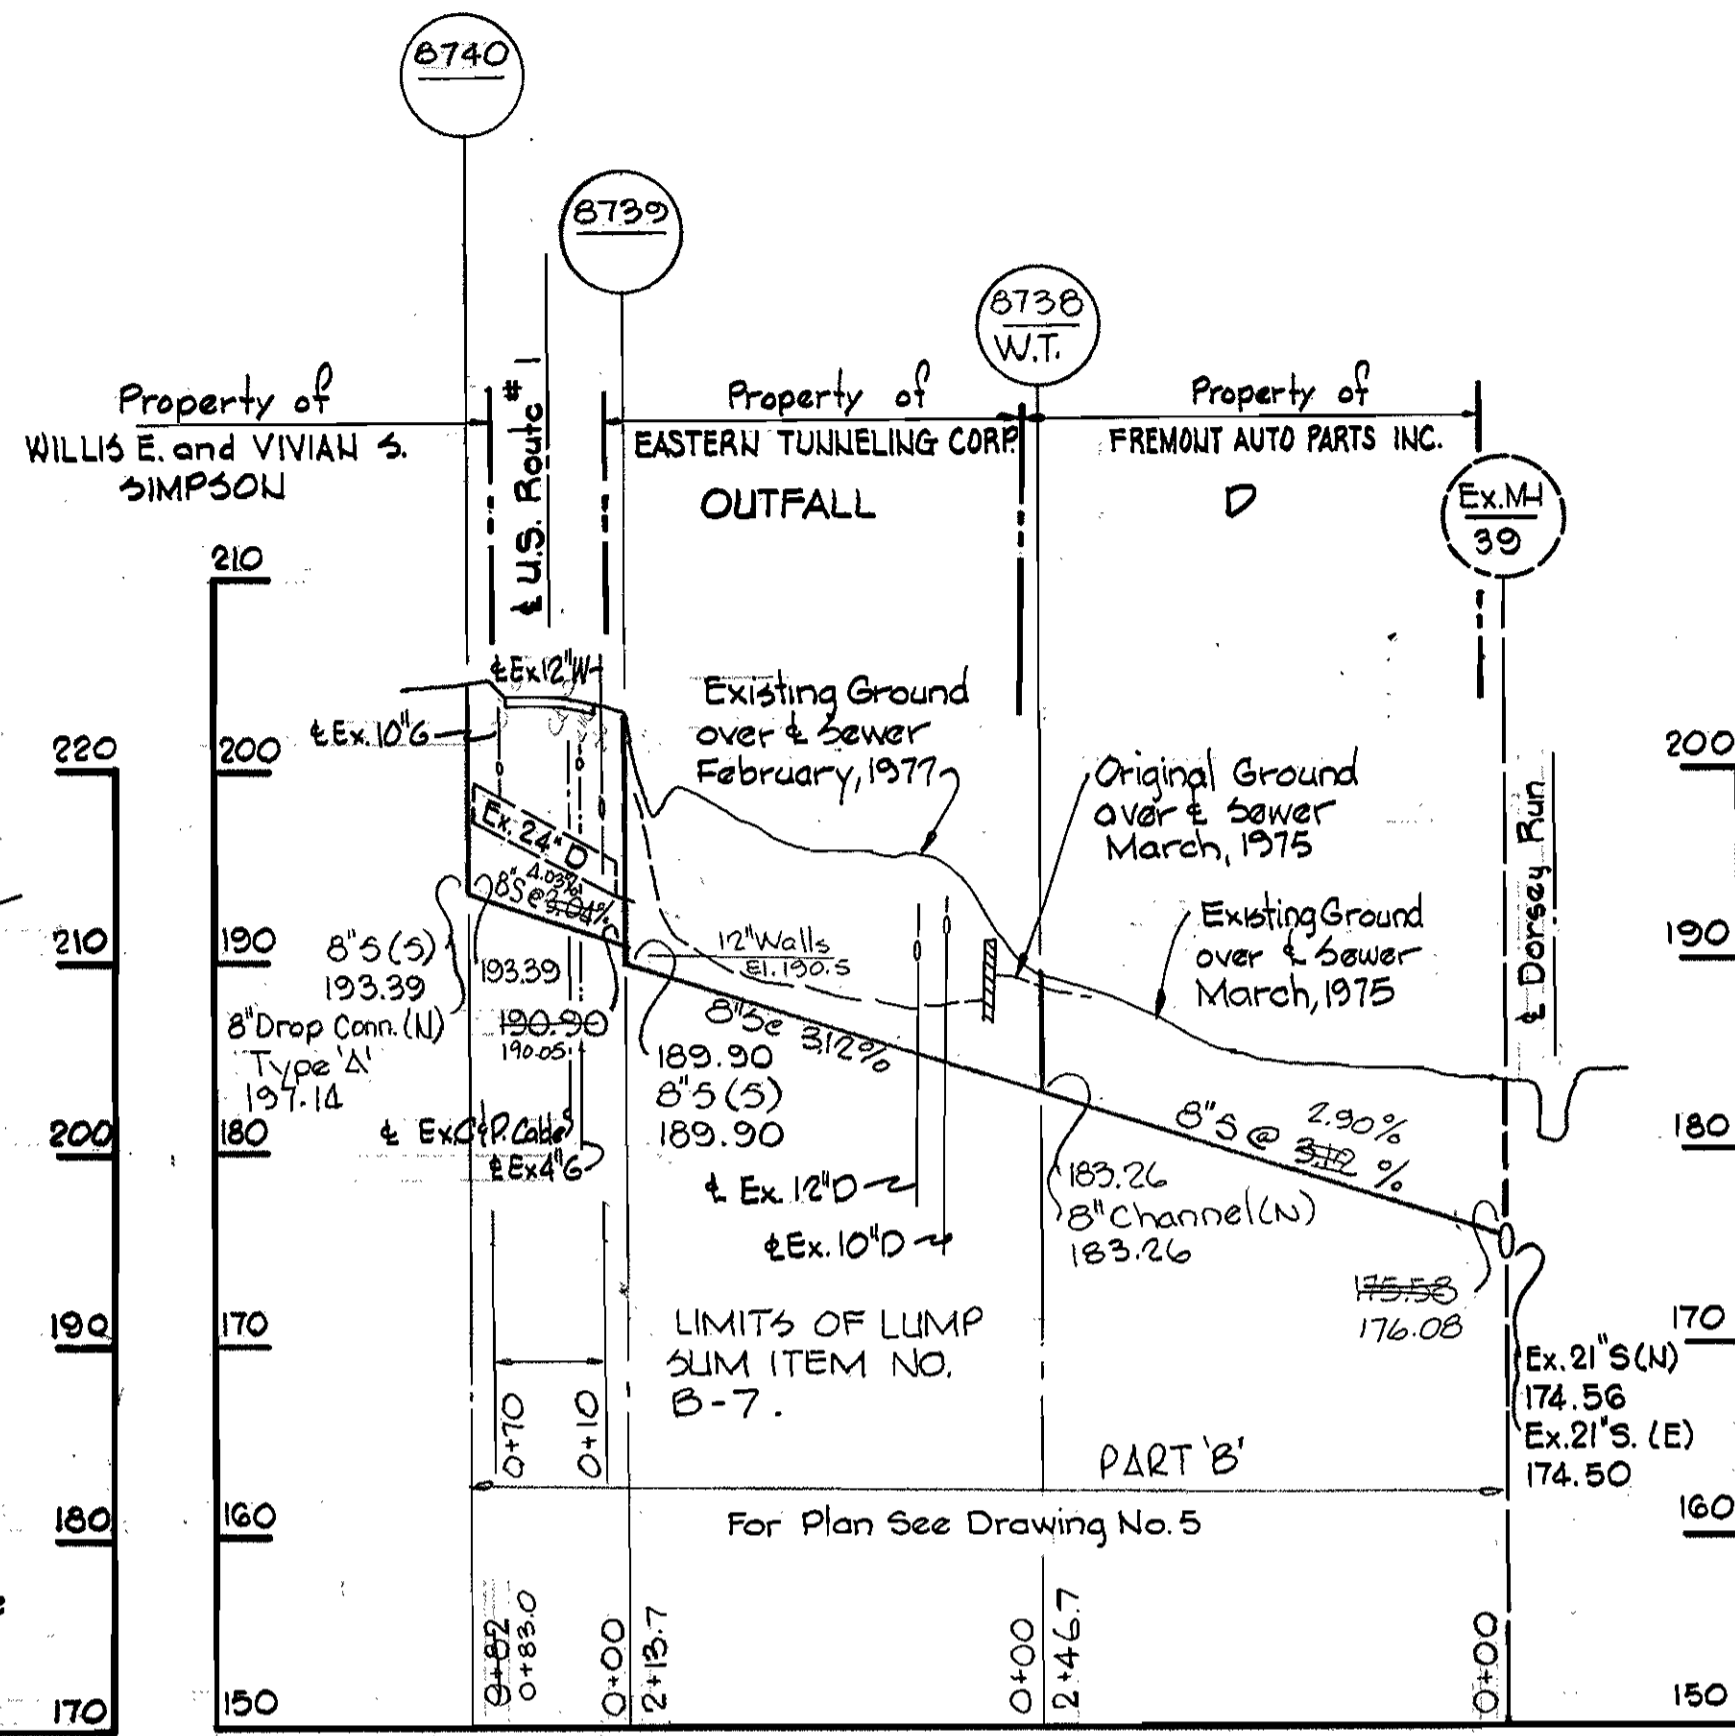 8740
8739
8738
W.T.
Property of
WILLIS E. and VIVIAN S.
SIMPSON
℄ U.S. Route #1
Property of
EASTERN TUNNELING CORP.
OUTFALL
Property of
FREMONT AUTO PARTS INC.
D
Ex.MH
39
℄ Dorsey Run
220
210
200
190
180
170
210
200
190
180
170
160
150
200
190
180
170
160
150
℄ Ex 12"W
℄ Ex. 10"G
Existing Ground
over ℄ Sewer
February, 1977
Original Ground
over ℄ Sewer
March, 1975
Existing Ground
over ℄ Sewer
March, 1975
Ex. 24" D
4.03%
8"S @ 3.04%
8"S (S)
193.39
193.39
8"Drop Conn. (N)
Type 'A'
197.14
190.90
190.05
12" Walls
El. 190.5
8"S @ 3.12%
189.90
8"S (S)
189.90
℄ Ex C&P. Cable
℄ Ex 4"G
℄ Ex. 12"D
℄ Ex. 10"D
183.26
8" Channel (N)
183.26
2.90%
8"S @ 3.12 %
175.58
176.08
Ex. 21"S (N)
174.56
Ex. 21"S. (E)
174.50
LIMITS OF LUMP
SUM ITEM NO.
B-7.
0+70
0+10
PART 'B'
For Plan See Drawing No. 5
0+82
0+83.0
0+00
2+13.7
0+00
2+46.7
0+00